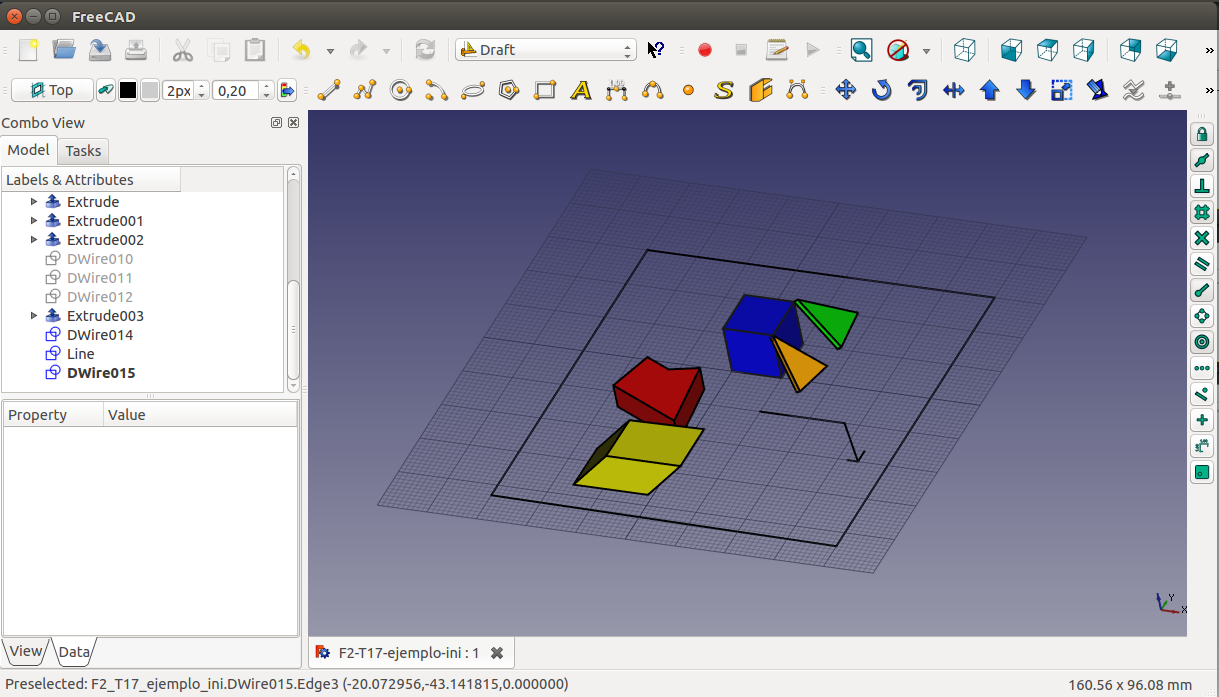 FreeCAD
Draft
Top
2px
0,20
Combo View
Model
Tasks
Labels & Attributes
Extrude
Extrude001
Extrude002
DWire010
DWire011
DWire012
Extrude003
DWire014
Line
DWire015
Property
Value
View
Data
Y
X
F2-T17-ejemplo-ini : 1
Preselected: F2_T17_ejemplo_ini.DWire015.Edge3 (-20.072956,-43.141815,0.000000)
160.56 x 96.08 mm